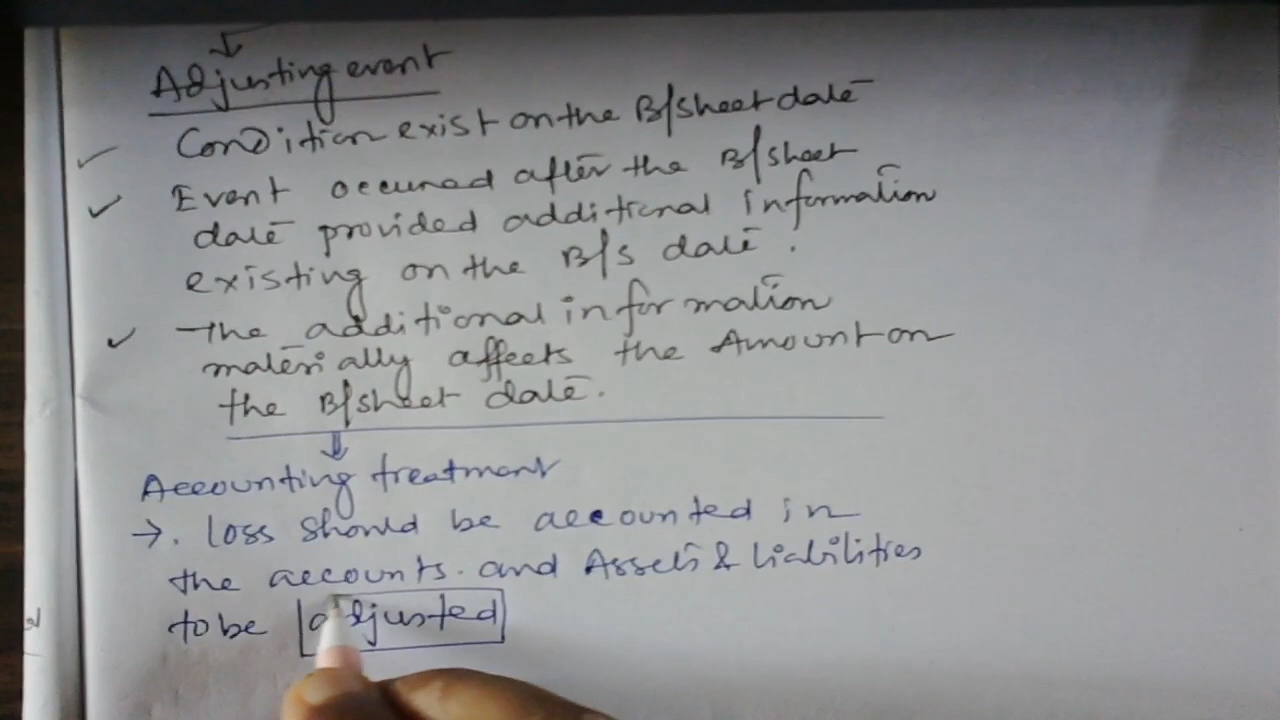 Adjusting event
Condition exist on the B/sheet date
Event occured after the B/sheet
date provided additional information
existing on the B/s date.
The additional information
materially affects the Amount on
the B/sheet date.
Accounting treatment
→. loss should be accounted in
the accounts. and Assets & liabilities
to be adjusted